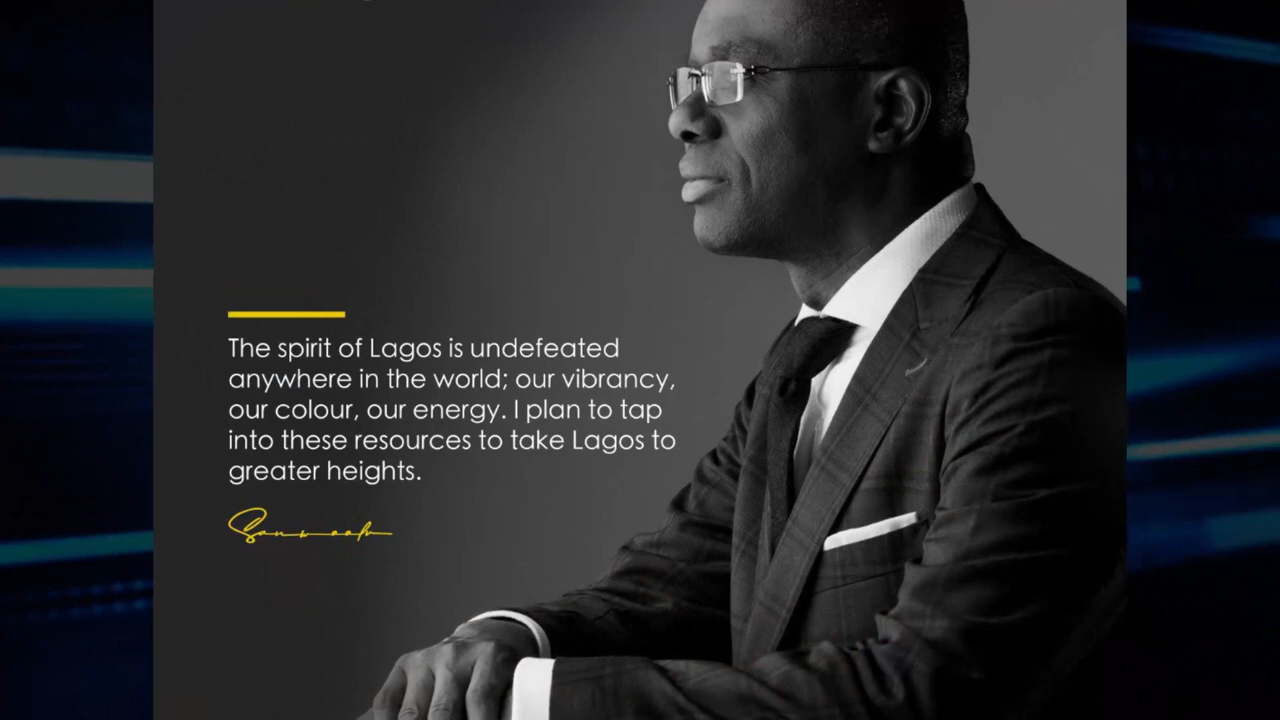 The spirit of Lagos is undefeated
anywhere in the world; our vibrancy,
our colour, our energy. I plan to tap
into these resources to take Lagos to
greater heights.
Sanwoolu